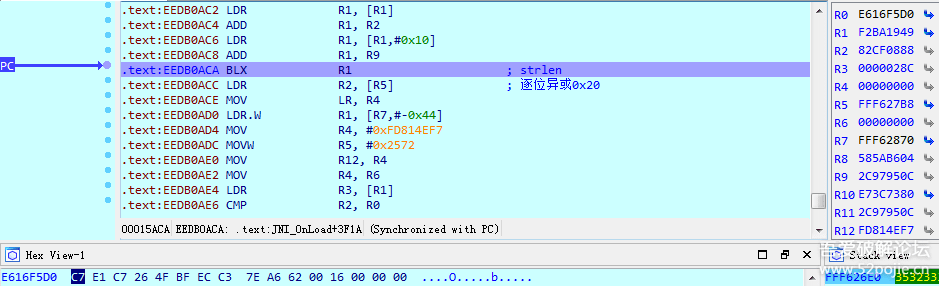 .text:EEDB0AC2 LDR R1, [R1]
.text:EEDB0AC4 ADD R1, R2
.text:EEDB0AC6 LDR R1, [R1,#0x10]
.text:EEDB0AC8 ADD R1, R9
PC
.text:EEDB0ACA BLX R1 ; strlen
.text:EEDB0ACC LDR R2, [R5] ; 逐位异或0x20
.text:EEDB0ACE MOV LR, R4
.text:EEDB0AD0 LDR.W R1, [R7,#-0x44]
.text:EEDB0AD4 MOV R4, #0xFD814EF7
.text:EEDB0ADC MOVW R5, #0x2572
.text:EEDB0AE0 MOV R12, R4
.text:EEDB0AE2 MOV R4, R6
.text:EEDB0AE4 LDR R3, [R1]
.text:EEDB0AE6 CMP R2, R0
00015ACA EEDB0ACA: .text:JNI_OnLoad+3F1A (Synchronized with PC)
R0 E616F5D0
R1 F2BA1949
R2 82CF0888
R3 0000028C
R4 00000000
R5 FFF627B8
R6 00000000
R7 FFF62870
R8 585AB604
R9 2C97950C
R10 E73C7380
R11 2C97950C
R12 FD814EF7
Hex View-1
Stack view
E616F5D0 C7 E1 C7 26 4F BF EC C3 7E A6 62 00 16 00 00 00 ....O.....b.....
FFF626E0 353233
吾爱破解论坛
www.52pojie.cn